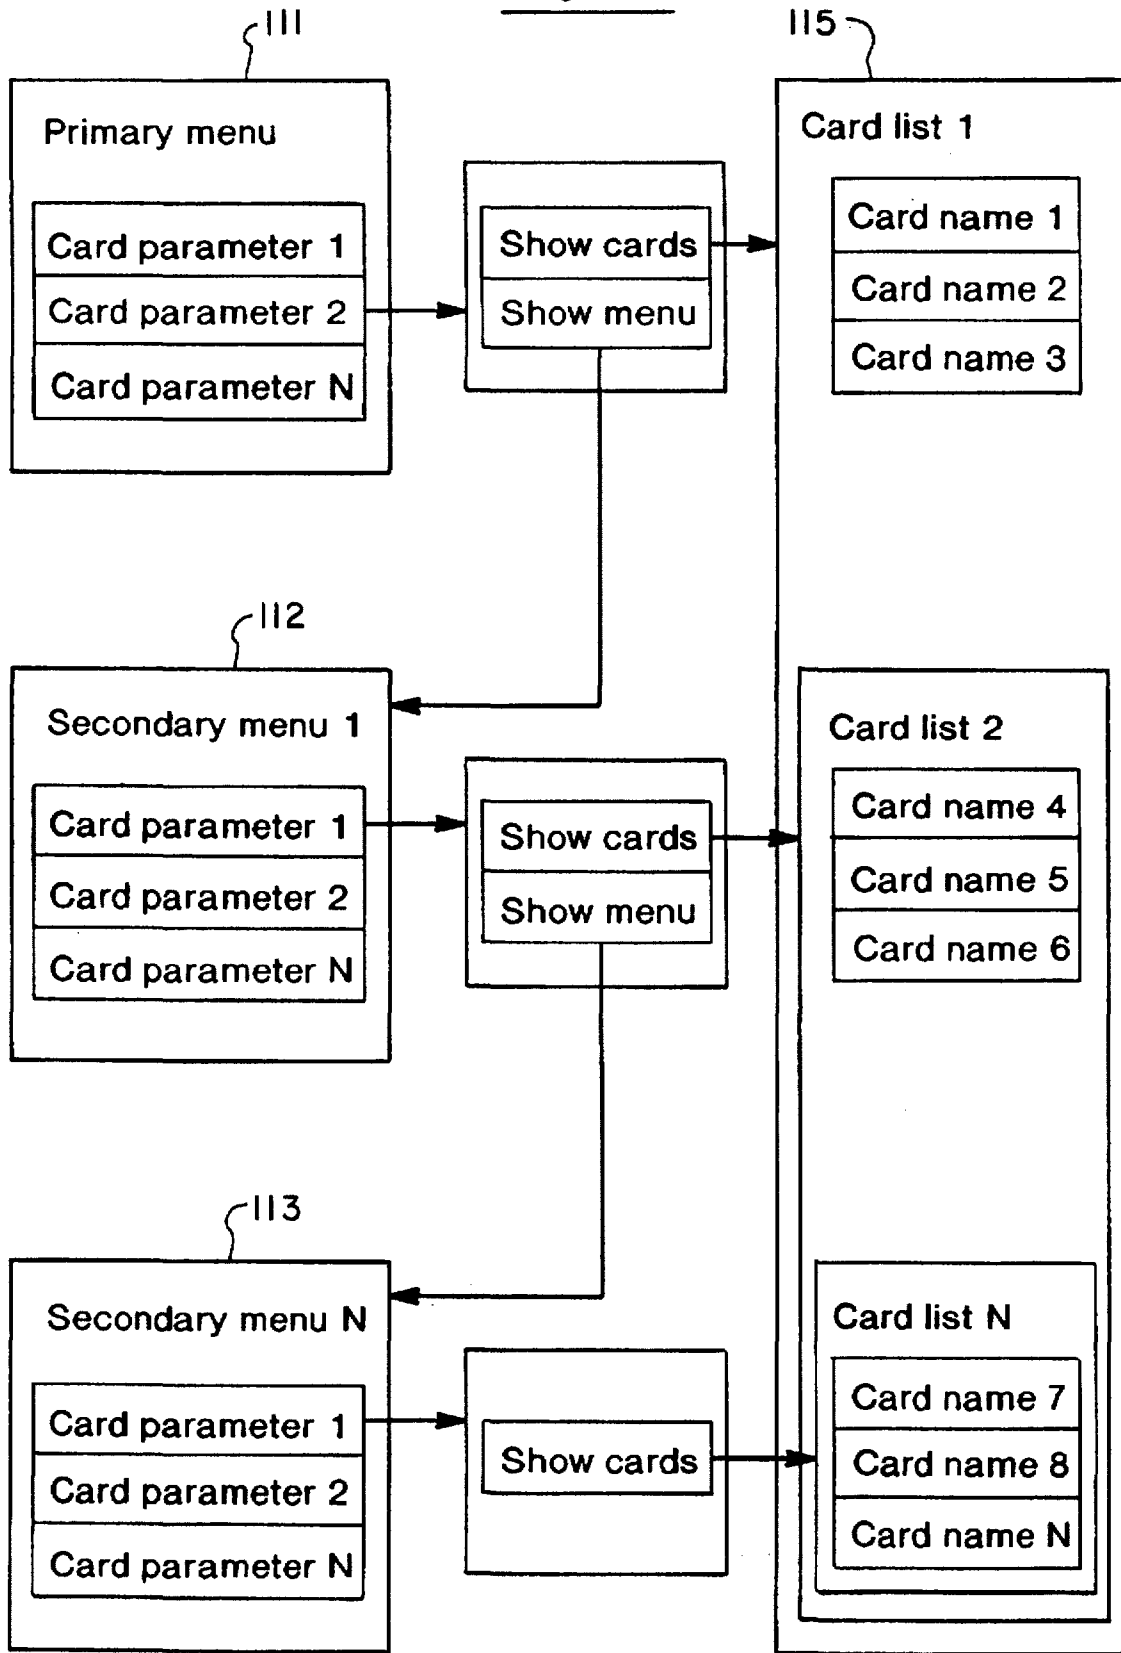 111
115
Primary menu
Card parameter 1
Card parameter 2
Card parameter N
Show cards
Show menu
Card list 1
Card name 1
Card name 2
Card name 3
112
Secondary menu 1
Card parameter 1
Card parameter 2
Card parameter N
Show cards
Show menu
Card list 2
Card name 4
Card name 5
Card name 6
113
Secondary menu N
Card parameter 1
Card parameter 2
Card parameter N
Show cards
Card list N
Card name 7
Card name 8
Card name N